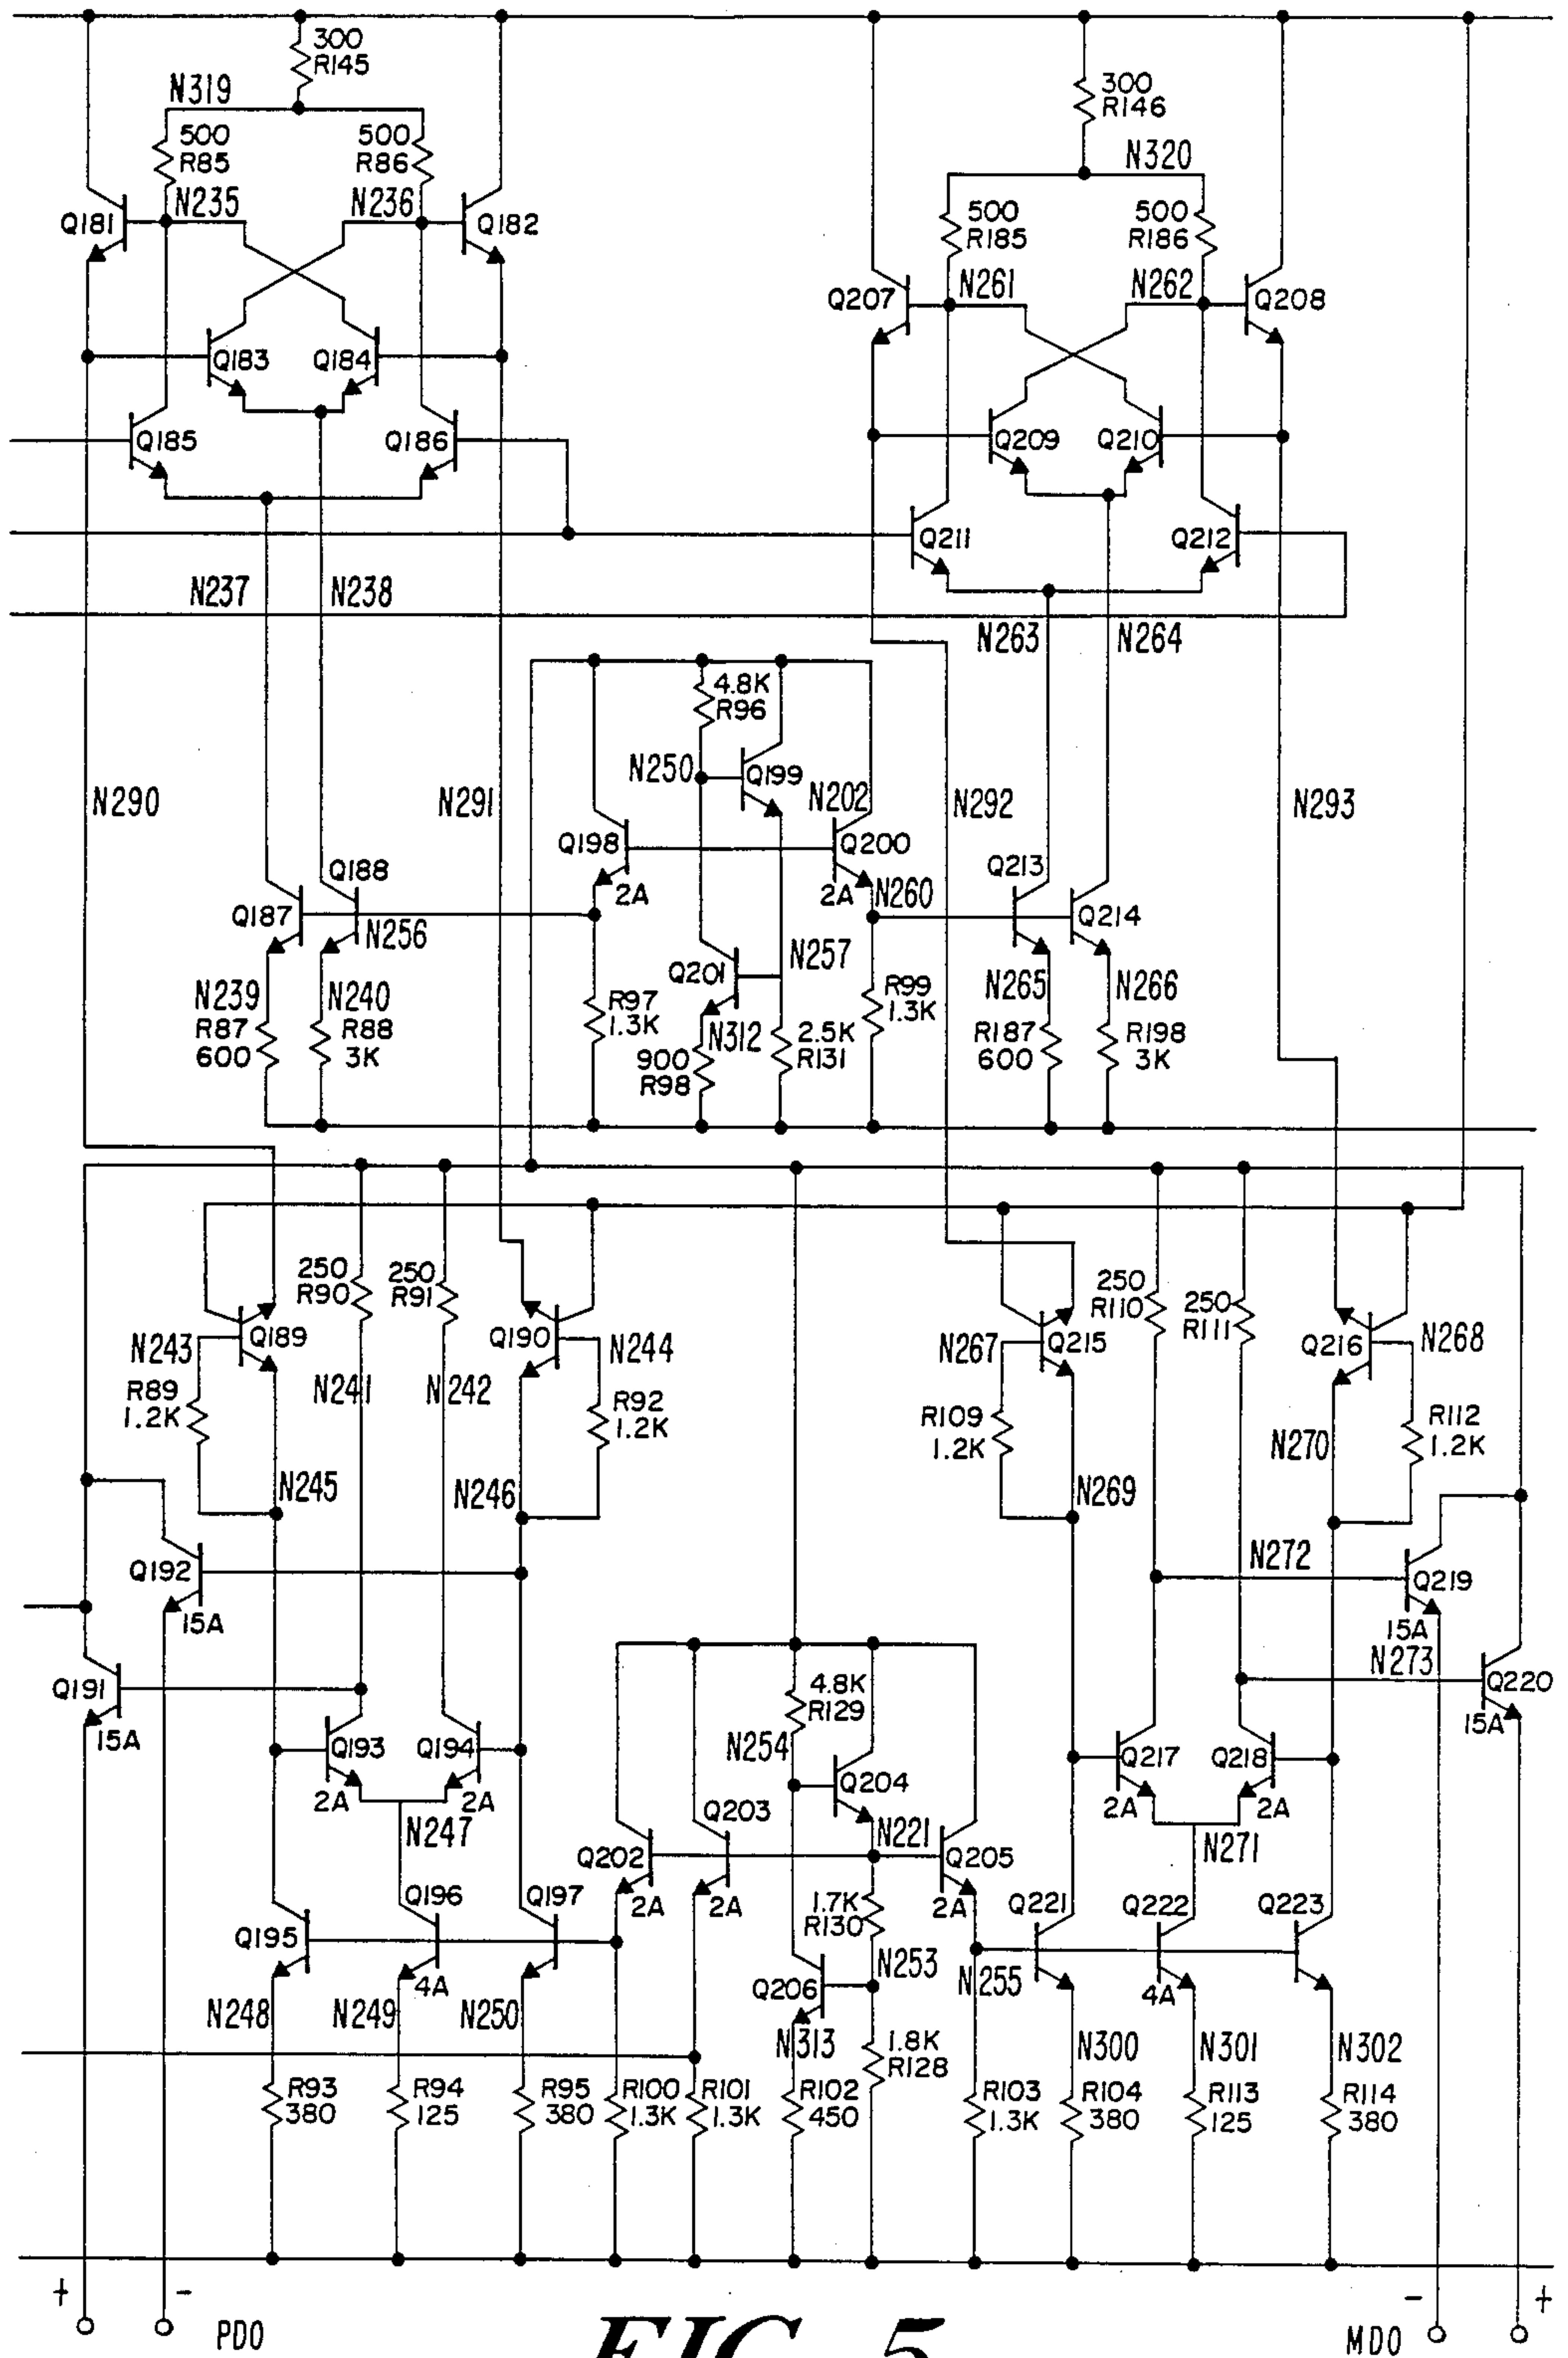 300
R145
N319
500
R85
500
R86
N235
N236
Q181
Q182
Q183
Q184
Q185
Q186
N237
N238
300
R146
N320
500
R185
500
R186
N261
N262
Q207
Q208
Q209
Q210
Q211
Q212
N263
N264
4.8K
R96
N250
Q199
N202
N290
N291
N292
N293
Q198
2A
Q200
2A
N260
Q188
Q187
N256
Q213
Q214
N257
Q201
N239
N240
R87
600
R88
3K
R97
1.3K
N312
900
R98
2.5K
R131
R99
1.3K
N265
N266
R187
600
R198
3K
250
R90
250
R91
250
R110
250
R111
Q189
Q190
Q215
Q216
N243
N244
N267
N268
R89
1.2K
N241
N242
R92
1.2K
R109
1.2K
R112
1.2K
N270
N245
N246
N269
Q192
15A
N272
Q219
15A
N273
Q191
15A
Q220
15A
4.8K
R129
N254
Q193
2A
Q194
2A
N247
Q204
Q203
2A
Q202
2A
N221
Q205
2A
Q217
2A
Q218
2A
N271
Q195
Q196
4A
Q197
1.7K
R130
N253
Q206
N255
Q221
Q222
4A
Q223
N248
N249
N250
N313
1.8K
R128
N300
N301
N302
R93
380
R94
125
R95
380
R100
1.3K
R101
1.3K
R102
450
R103
1.3K
R104
380
R113
125
R114
380
+
-
PDO
FIG. 5
-
+
MDO